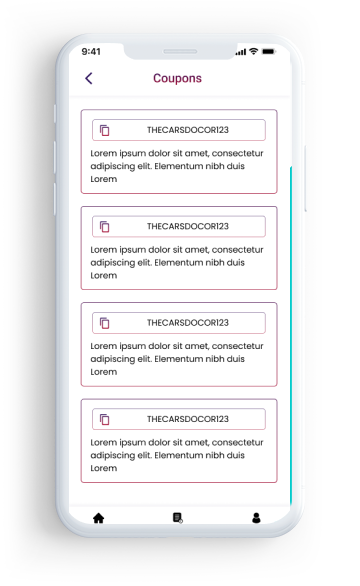 9:41
Coupons
THECARSDOCOR123
Lorem ipsum dolor sit amet, consectetur
adipiscing elit. Elementum nibh duis
Lorem
THECARSDOCOR123
Lorem ipsum dolor sit amet, consectetur
adipiscing elit. Elementum nibh duis
Lorem
THECARSDOCOR123
Lorem ipsum dolor sit amet, consectetur
adipiscing elit. Elementum nibh duis
Lorem
THECARSDOCOR123
Lorem ipsum dolor sit amet, consectetur
adipiscing elit. Elementum nibh duis
Lorem